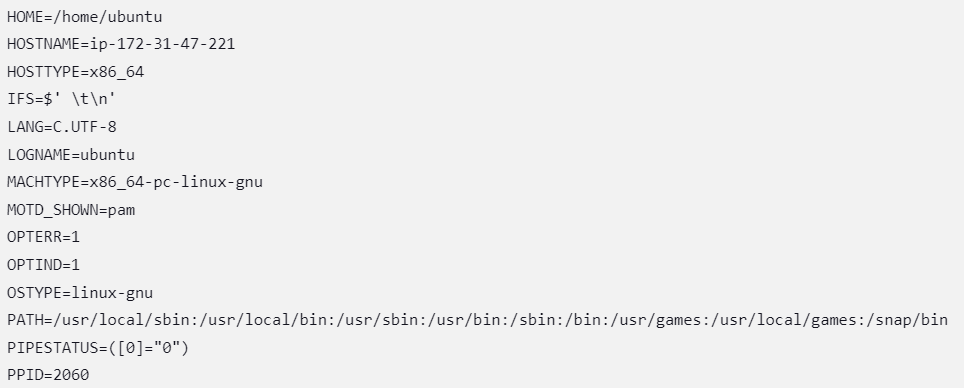 HOME=/home/ubuntu
HOSTNAME=ip-172-31-47-221
HOSTTYPE=x86_64
IFS=$' \t\n'
LANG=C.UTF-8
LOGNAME=ubuntu
MACHTYPE=x86_64-pc-linux-gnu
MOTD_SHOWN=pam
OPTERR=1
OPTIND=1
OSTYPE=linux-gnu
PATH=/usr/local/sbin:/usr/local/bin:/usr/sbin:/usr/bin:/sbin:/bin:/usr/games:/usr/local/games:/snap/bin
PIPESTATUS=([0]="0")
PPID=2060